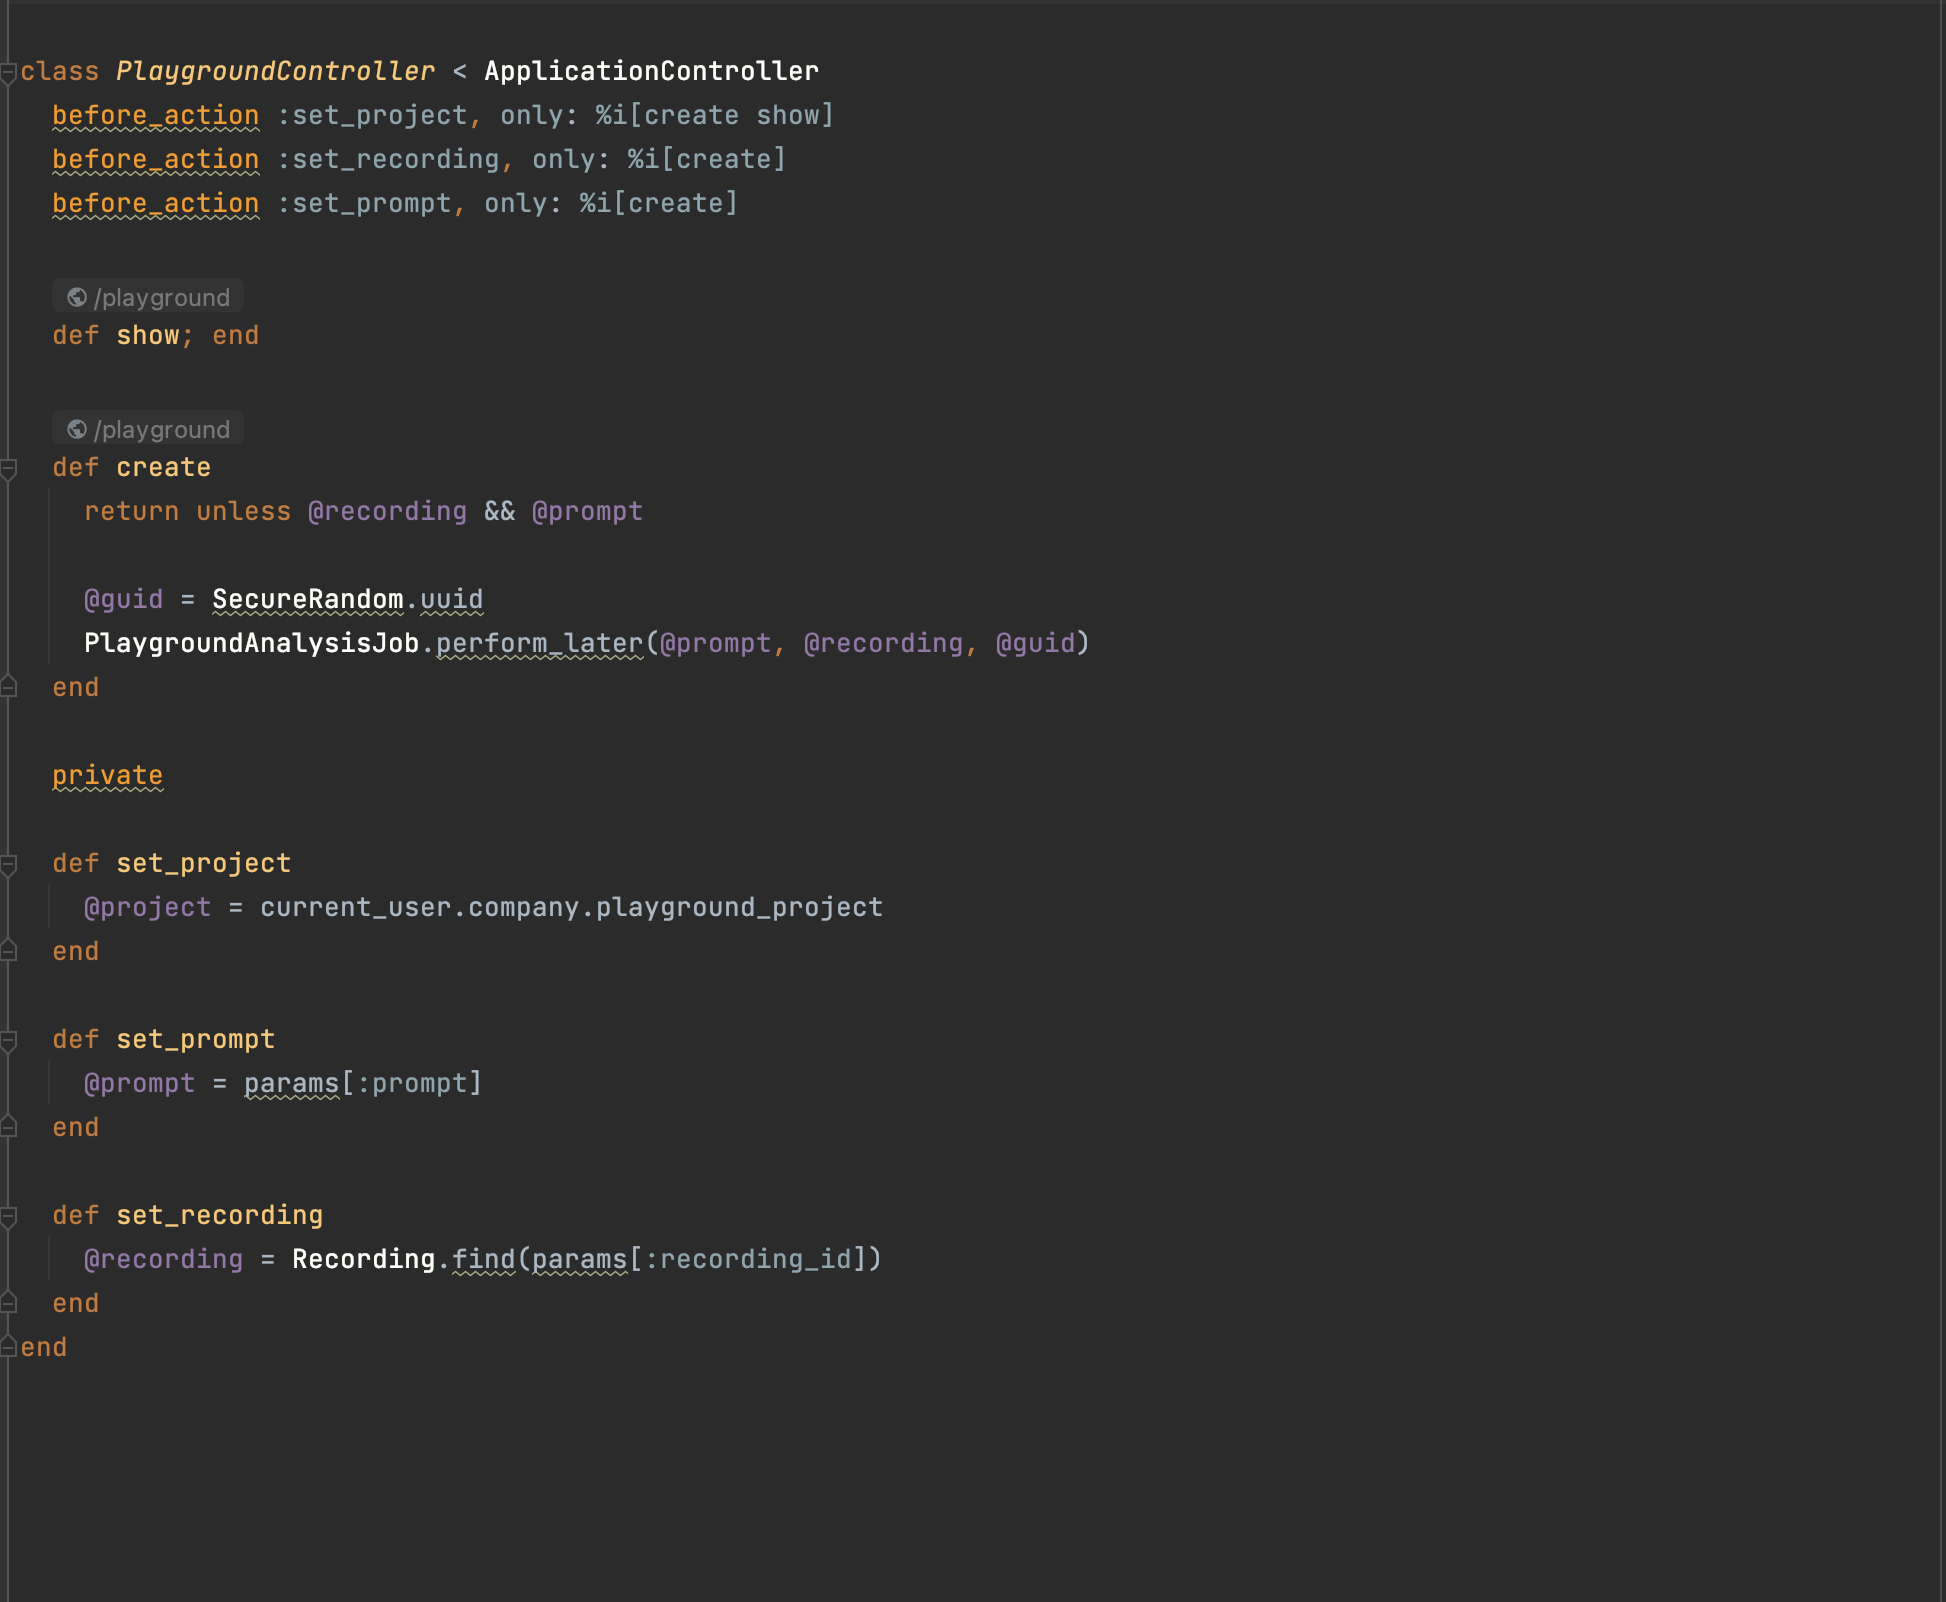 class PlaygroundController < ApplicationController
  before_action :set_project, only: %i[create show]
  before_action :set_recording, only: %i[create]
  before_action :set_prompt, only: %i[create]
  /playground
  def show; end
  /playground
  def create
    return unless @recording && @prompt
    @guid = SecureRandom.uuid
    PlaygroundAnalysisJob.perform_later(@prompt, @recording, @guid)
  end
  private
  def set_project
    @project = current_user.company.playground_project
  end
  def set_prompt
    @prompt = params[:prompt]
  end
  def set_recording
    @recording = Recording.find(params[:recording_id])
  end
end